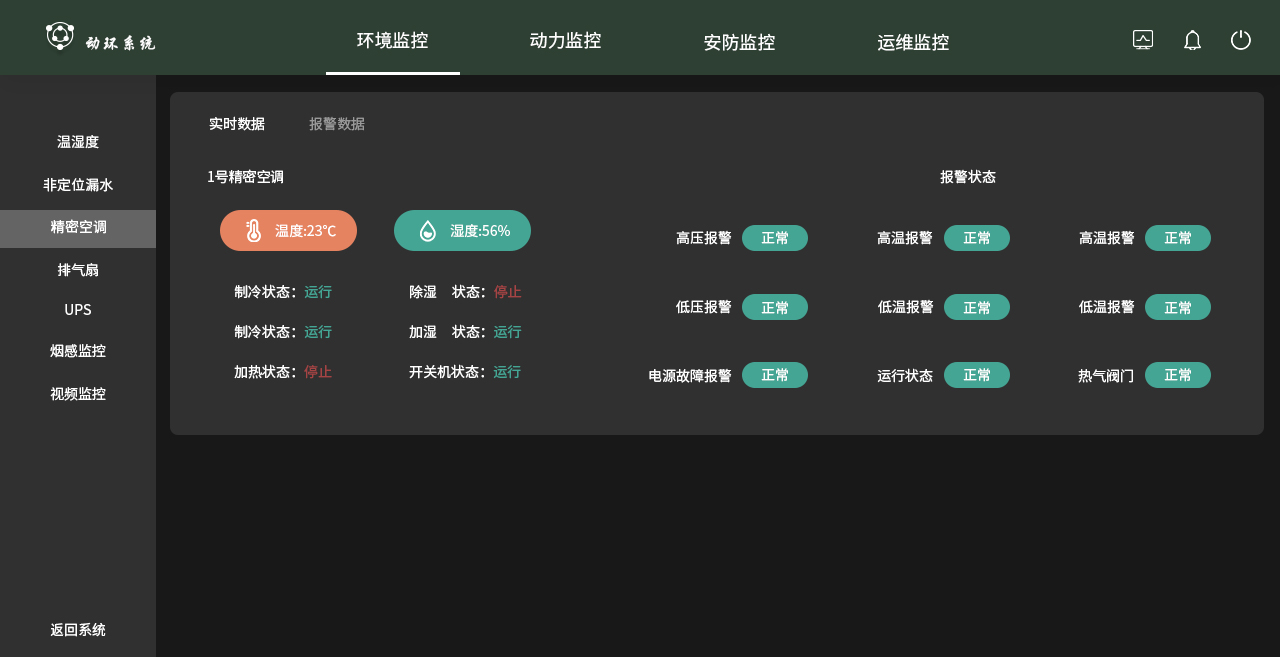 动环系统
环境监控
动力监控
安防监控
运维监控
温湿度
非定位漏水
精密空调
排气扇
UPS
烟感监控
视频监控
返回系统
实时数据 报警数据
1号精密空调
温度:23℃
湿度:56%
制冷状态：运行
除湿 状态：停止
制冷状态：运行
加湿 状态：运行
加热状态：停止
开关机状态：运行
报警状态
高压报警 正常
高温报警 正常
高温报警 正常
低压报警 正常
低温报警 正常
低温报警 正常
电源故障报警 正常
运行状态 正常
热气阀门 正常